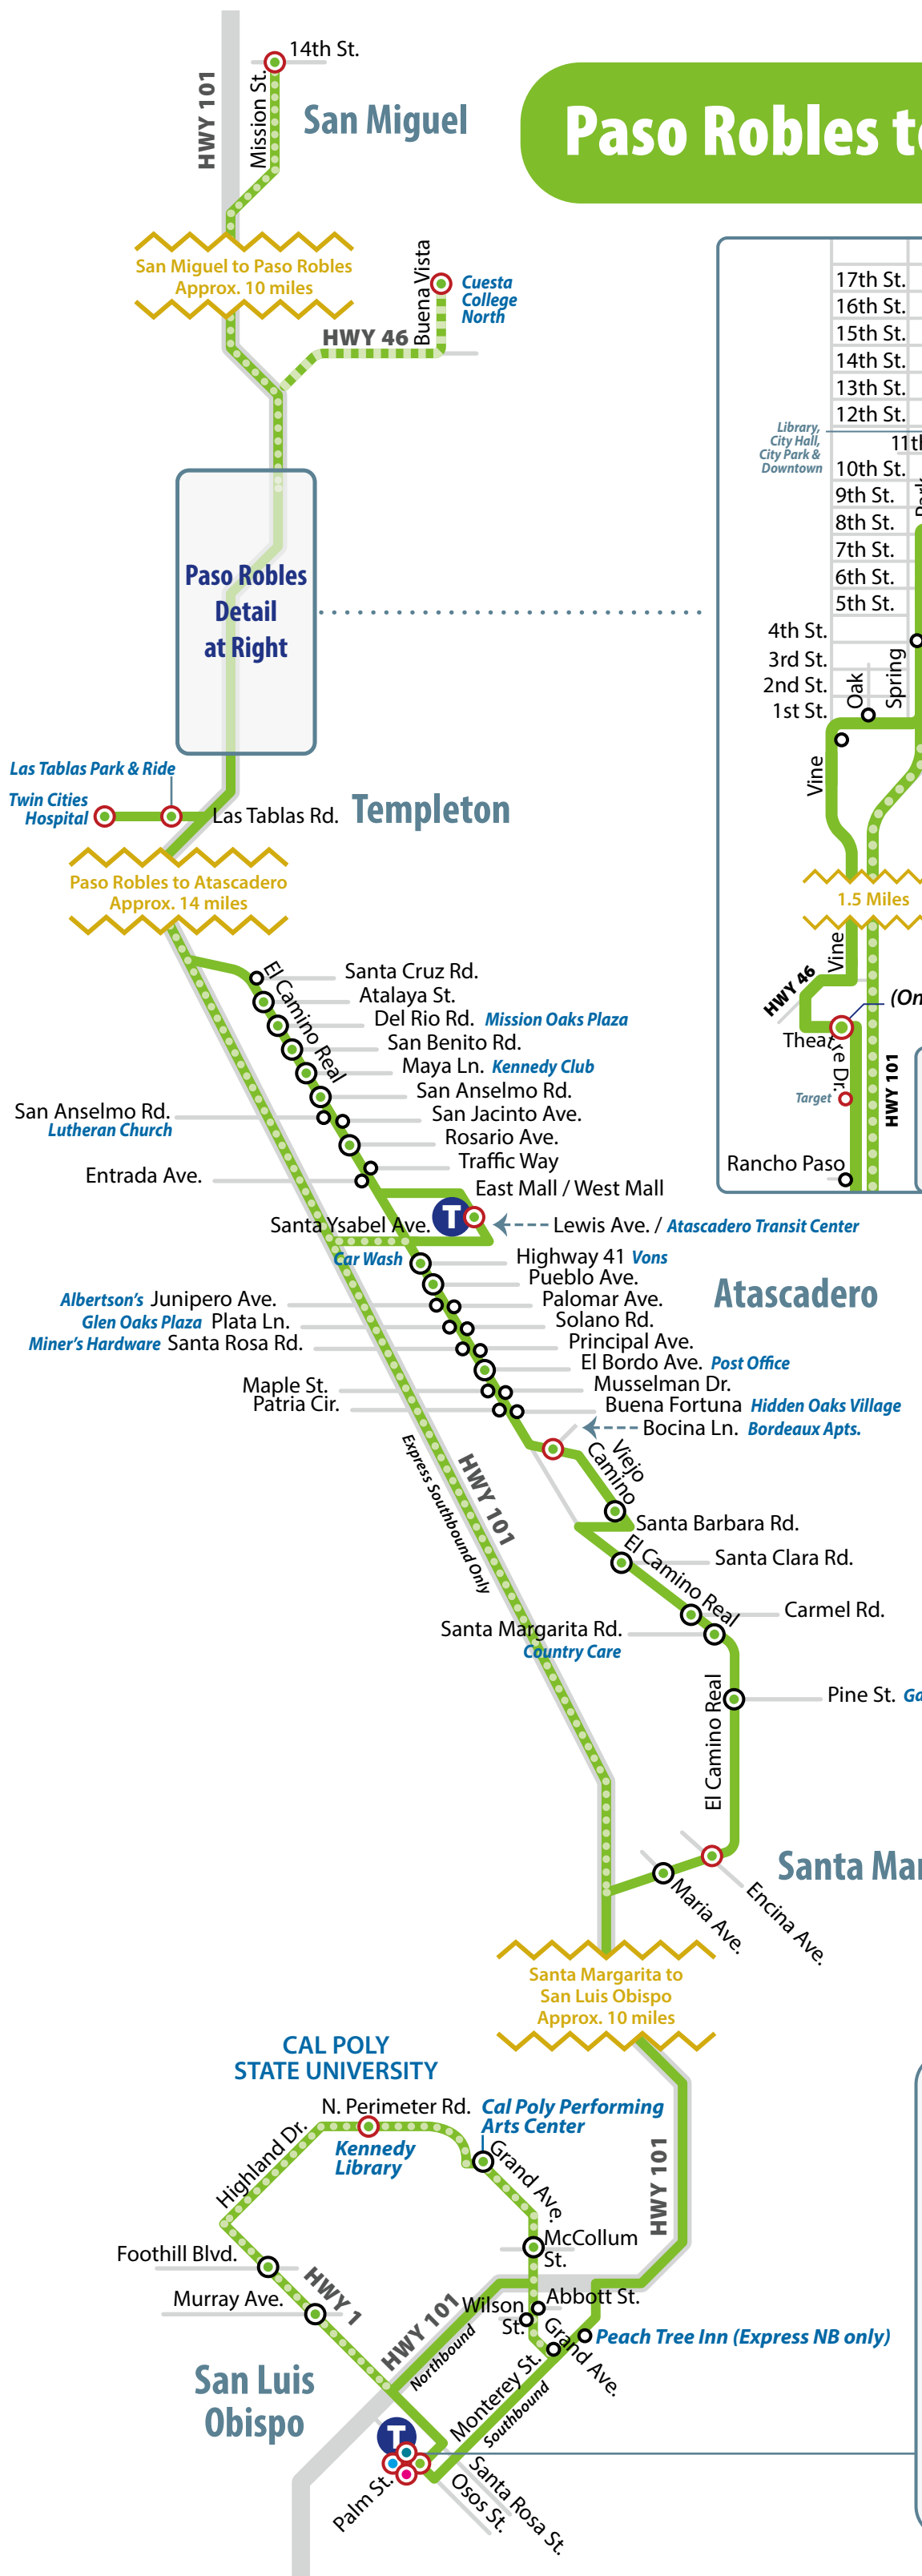 14th St.
HWY 101
Mission St.
San Miguel
Paso Robles to
San Miguel to Paso Robles
Approx. 10 miles
Buena Vista
Cuesta
College
North
HWY 46
17th St.
16th St.
15th St.
14th St.
13th St.
12th St.
Library,
City Hall,
City Park &
Downtown
11th
10th St.
9th St.
8th St.
7th St.
6th St.
5th St.
4th St.
3rd St.
2nd St.
1st St.
Oak
Spring
Vine
Paso Robles
Detail
at Right
Las Tablas Park & Ride
Twin Cities
Hospital
Las Tablas Rd.
Templeton
Paso Robles to Atascadero
Approx. 14 miles
1.5 Miles
Vine
HWY 46
(On
Theatre Dr.
HWY 101
Target
Rancho Paso
El Camino Real
Santa Cruz Rd.
Atalaya St.
Del Rio Rd. Mission Oaks Plaza
San Benito Rd.
Maya Ln. Kennedy Club
San Anselmo Rd.
San Anselmo Rd.
Lutheran Church
San Jacinto Ave.
Rosario Ave.
Traffic Way
Entrada Ave.
East Mall / West Mall
T
Santa Ysabel Ave.
Lewis Ave. / Atascadero Transit Center
Car Wash
Highway 41 Vons
Pueblo Ave.
Atascadero
Albertson's Junipero Ave.
Palomar Ave.
Glen Oaks Plaza Plata Ln.
Solano Rd.
Miner's Hardware Santa Rosa Rd.
Principal Ave.
El Bordo Ave. Post Office
Maple St.
Musselman Dr.
Patria Cir.
Buena Fortuna Hidden Oaks Village
Bocina Ln. Bordeaux Apts.
Viejo
Camino
Express Southbound Only
HWY 101
Santa Barbara Rd.
El Camino Real
Santa Clara Rd.
Carmel Rd.
Santa Margarita Rd.
Country Care
Pine St. Ga
El Camino Real
Santa Mar
Maria Ave.
Encina Ave.
Santa Margarita to
San Luis Obispo
Approx. 10 miles
CAL POLY
STATE UNIVERSITY
N. Perimeter Rd.
Cal Poly Performing
Arts Center
Kennedy
Library
Highland Dr.
Grand Ave.
HWY 101
McCollum
St.
Foothill Blvd.
Murray Ave.
HWY 1
HWY 101
Northbound
Wilson
St.
Abbott St.
Grand Ave.
Peach Tree Inn (Express NB only)
San Luis
Obispo
Monterey St.
Southbound
T
Palm St.
Osos St.
Santa Rosa St.